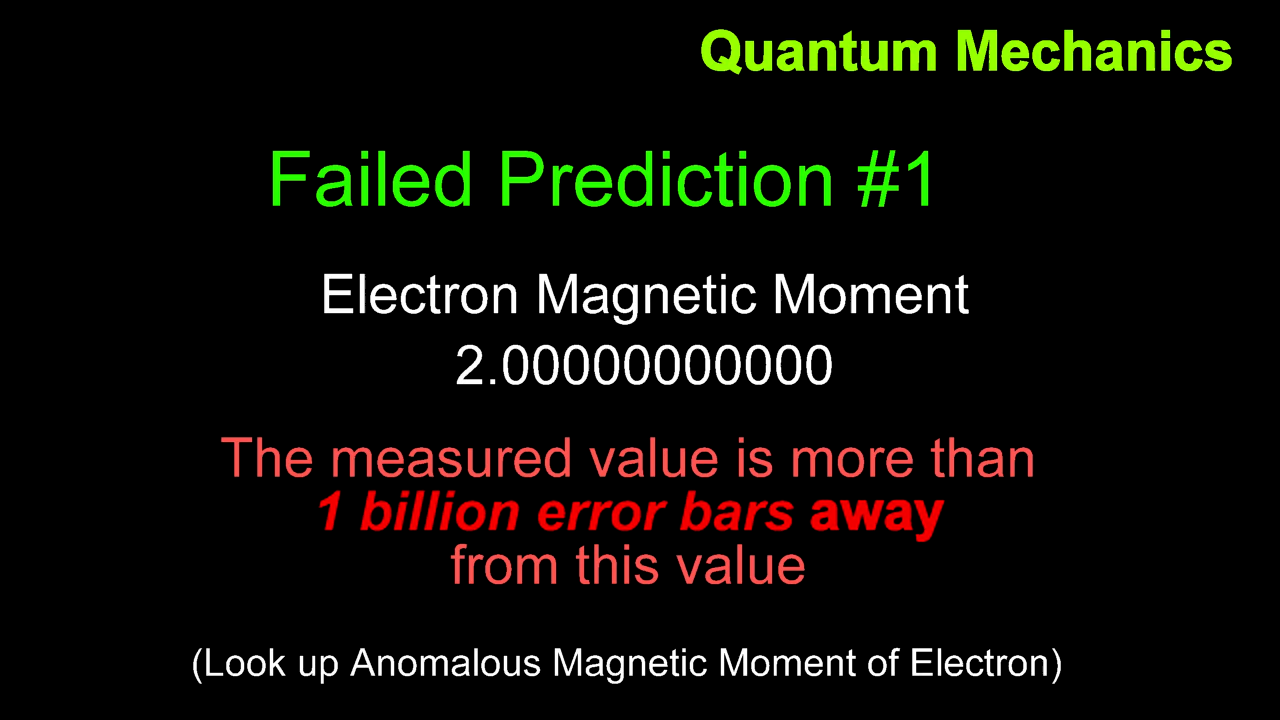 Quantum Mechanics
Failed Prediction #1
Electron Magnetic Moment
2.00000000000
The measured value is more than
1 billion error bars away
from this value
(Look up Anomalous Magnetic Moment of Electron)